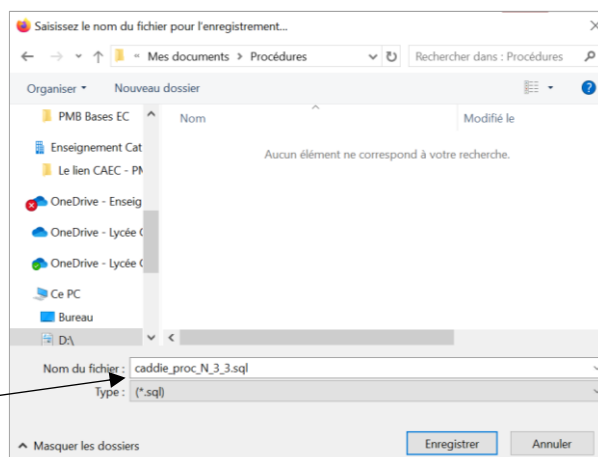 Saisissez le nom du fichier pour l'enregistrement...
« Mes documents > Procédures
Rechercher dans : Procédures
Organiser
Nouveau dossier
PMB Bases EC
Enseignement Cat
Le lien CAEC - PM
OneDrive - Enseig
OneDrive - Lycée
OneDrive - Lycée
Ce PC
Bureau
D:\
Nom
Modifié le
Aucun élément ne correspond à votre recherche.
Nom du fichier : caddie_proc_N_3_3.sql
Type : (*.sql)
Masquer les dossiers
Enregistrer
Annuler